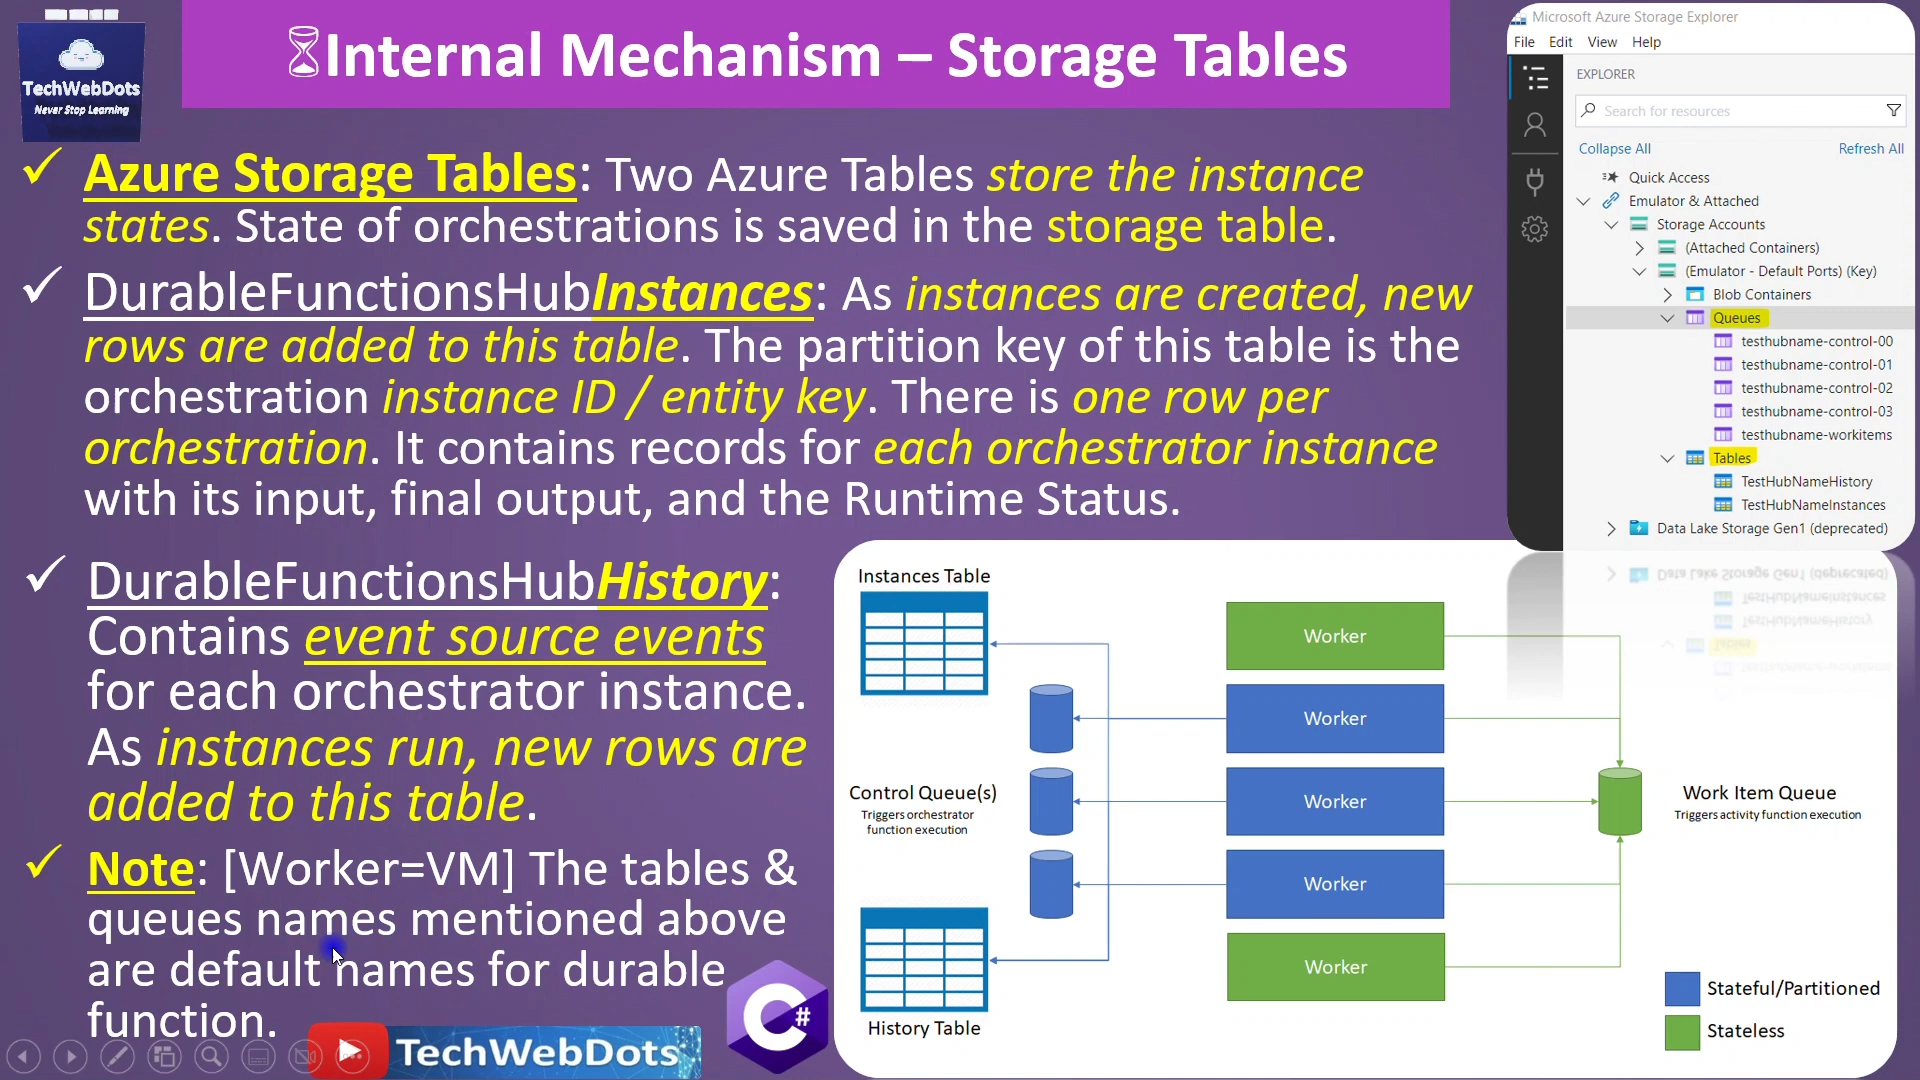 TechWebDots
Never Stop Learning
Internal Mechanism – Storage Tables
Azure Storage Tables: Two Azure Tables store the instance
states. State of orchestrations is saved in the storage table.
DurableFunctionsHubInstances: As instances are created, new
rows are added to this table. The partition key of this table is the
orchestration instance ID / entity key. There is one row per
orchestration. It contains records for each orchestrator instance
with its input, final output, and the Runtime Status.
DurableFunctionsHubHistory:
Contains event source events
for each orchestrator instance.
As instances run, new rows are
added to this table.
Note: [Worker=VM] The tables &
queues names mentioned above
are default names for durable
function.
TechWebDots
C#
Microsoft Azure Storage Explorer
File Edit View Help
EXPLORER
Search for resources
Collapse All Refresh All
Quick Access
Emulator & Attached
Storage Accounts
(Attached Containers)
(Emulator - Default Ports) (Key)
Blob Containers
Queues
testhubname-control-00
testhubname-control-01
testhubname-control-02
testhubname-control-03
testhubname-workitems
Tables
TestHubNameHistory
TestHubNameInstances
Data Lake Storage Gen1 (deprecated)
Instances Table
Worker
Worker
Control Queue(s)
Triggers orchestrator
function execution
Worker
Work Item Queue
Triggers activity function execution
Worker
Worker
History Table
Stateful/Partitioned
Stateless